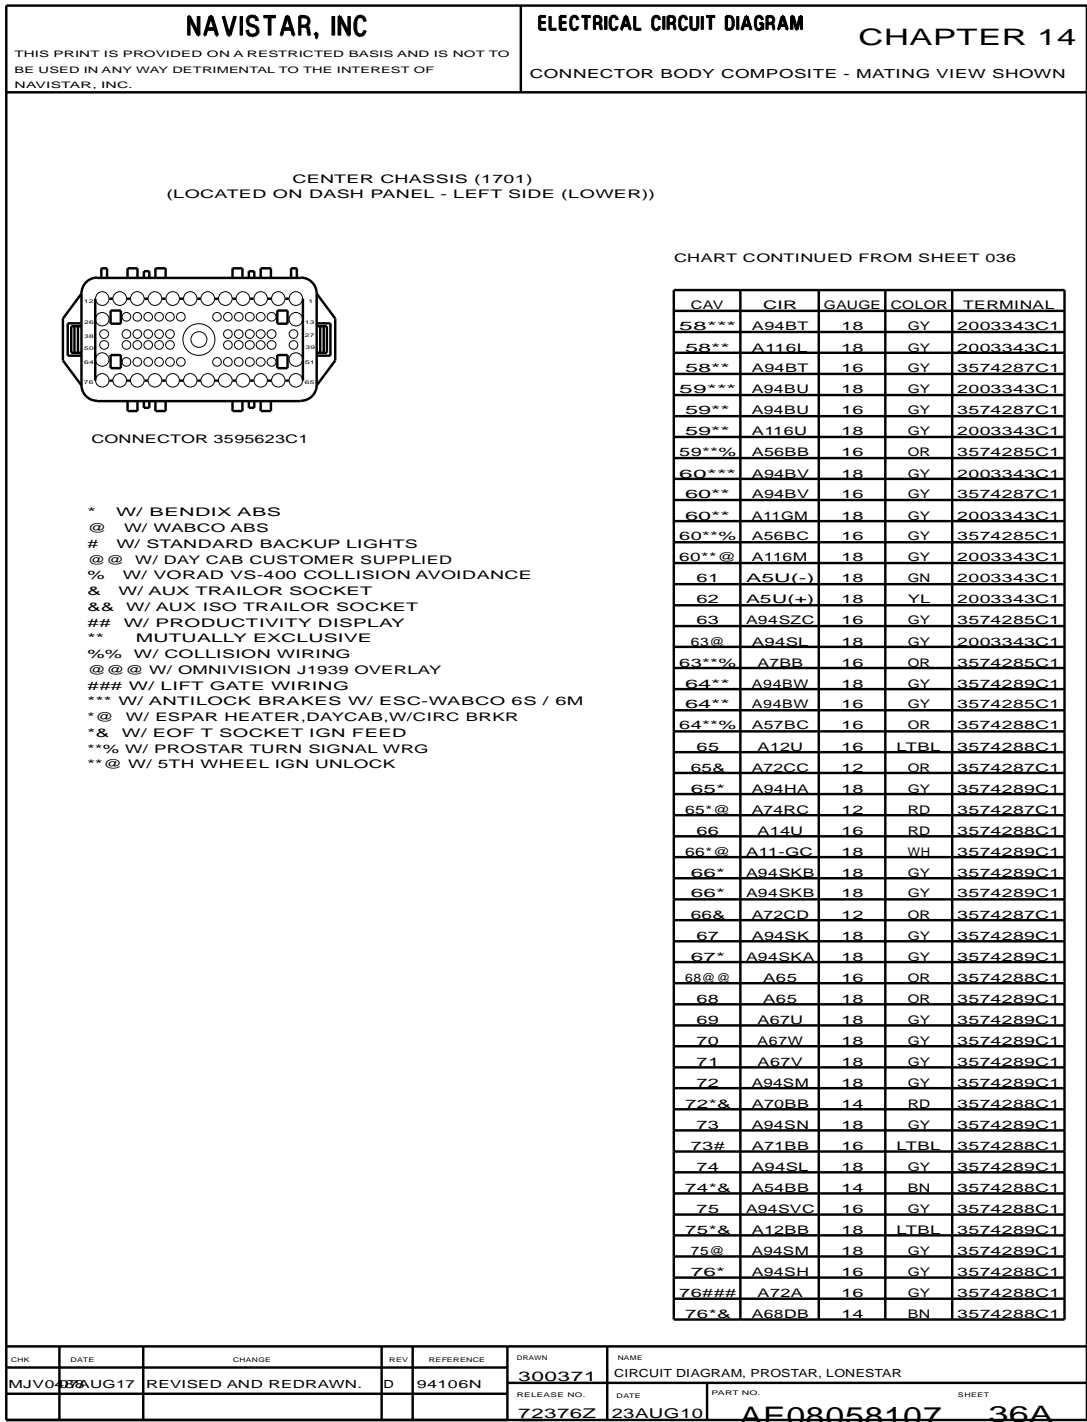 NAVISTAR, INC
THIS PRINT IS PROVIDED ON A RESTRICTED BASIS AND IS NOT TO
BE USED IN ANY WAY DETRIMENTAL TO THE INTEREST OF
NAVISTAR, INC.
ELECTRICAL CIRCUIT DIAGRAM
CHAPTER 14
CONNECTOR BODY COMPOSITE - MATING VIEW SHOWN
CENTER CHASSIS (1701)
(LOCATED ON DASH PANEL - LEFT SIDE (LOWER))
12 1
26 13
38 27
50 39
64 51
76 65
CONNECTOR 3595623C1
* W/ BENDIX ABS
@ W/ WABCO ABS
# W/ STANDARD BACKUP LIGHTS
@@ W/ DAY CAB CUSTOMER SUPPLIED
% W/ VORAD VS-400 COLLISION AVOIDANCE
& W/ AUX TRAILOR SOCKET
&& W/ AUX ISO TRAILOR SOCKET
## W/ PRODUCTIVITY DISPLAY
** MUTUALLY EXCLUSIVE
%% W/ COLLISION WIRING
@@@ W/ OMNIVISION J1939 OVERLAY
### W/ LIFT GATE WIRING
*** W/ ANTILOCK BRAKES W/ ESC-WABCO 6S / 6M
*@ W/ ESPAR HEATER,DAYCAB,W/CIRC BRKR
*& W/ EOF T SOCKET IGN FEED
**% W/ PROSTAR TURN SIGNAL WRG
**@ W/ 5TH WHEEL IGN UNLOCK
CHART CONTINUED FROM SHEET 036
CAV CIR GAUGE COLOR TERMINAL
58*** A94BT 18 GY 2003343C1
58** A116L 18 GY 2003343C1
58** A94BT 16 GY 3574287C1
59*** A94BU 18 GY 2003343C1
59** A94BU 16 GY 3574287C1
59** A116U 18 GY 2003343C1
59**% A56BB 16 OR 3574285C1
60*** A94BV 18 GY 2003343C1
60** A94BV 16 GY 3574287C1
60** A11GM 18 GY 2003343C1
60**% A56BC 16 GY 3574285C1
60**@ A116M 18 GY 2003343C1
61 A5U(-) 18 GN 2003343C1
62 A5U(+) 18 YL 2003343C1
63 A94SZC 16 GY 3574285C1
63@ A94SL 18 GY 2003343C1
63**% A7BB 16 OR 3574285C1
64** A94BW 18 GY 3574289C1
64** A94BW 16 GY 3574285C1
64**% A57BC 16 OR 3574288C1
65 A12U 16 LTBL 3574288C1
65& A72CC 12 OR 3574287C1
65* A94HA 18 GY 3574289C1
65*@ A74RC 12 RD 3574287C1
66 A14U 16 RD 3574288C1
66*@ A11-GC 18 WH 3574289C1
66* A94SKB 18 GY 3574289C1
66* A94SKB 18 GY 3574289C1
66& A72CD 12 OR 3574287C1
67 A94SK 18 GY 3574289C1
67* A94SKA 18 GY 3574289C1
68@@ A65 16 OR 3574288C1
68 A65 18 OR 3574289C1
69 A67U 18 GY 3574289C1
70 A67W 18 GY 3574289C1
71 A67V 18 GY 3574289C1
72 A94SM 18 GY 3574289C1
72*& A70BB 14 RD 3574288C1
73 A94SN 18 GY 3574289C1
73# A71BB 16 LTBL 3574288C1
74 A94SL 18 GY 3574289C1
74*& A54BB 14 BN 3574288C1
75 A94SVC 16 GY 3574288C1
75*& A12BB 18 LTBL 3574289C1
75@ A94SM 18 GY 3574289C1
76* A94SH 16 GY 3574288C1
76### A72A 16 GY 3574288C1
76*& A68DB 14 BN 3574288C1
CHK DATE CHANGE REV REFERENCE
REVISED AND REDRAWN. D 94106N
DRAWN
300371
NAME
CIRCUIT DIAGRAM, PROSTAR, LONESTAR
RELEASE NO. DATE PART NO. SHEET
72376Z 23AUG10 AF08058107 36A